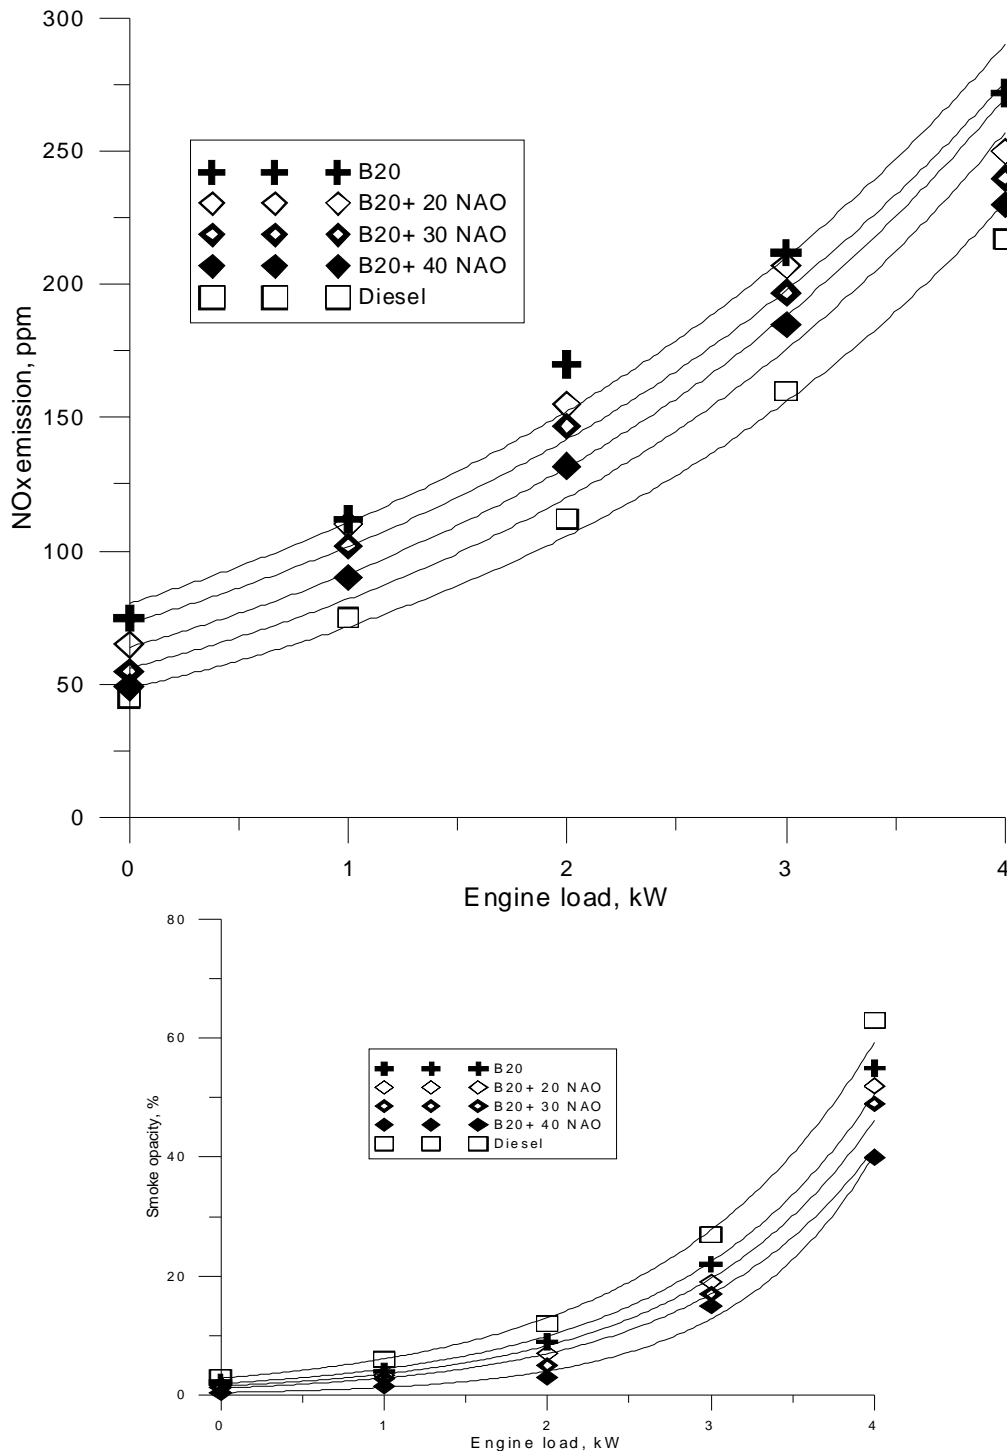 300
250
200
150
100
50
0
NOx emission, ppm
B20
B20+ 20 NAO
B20+ 30 NAO
B20+ 40 NAO
Diesel
0 1 2 3 4
Engine load, kW
80
60
40
20
0
Smoke opacity, %
B20
B20+ 20 NAO
B20+ 30 NAO
B20+ 40 NAO
Diesel
0 1 2 3 4
Engine load, kW